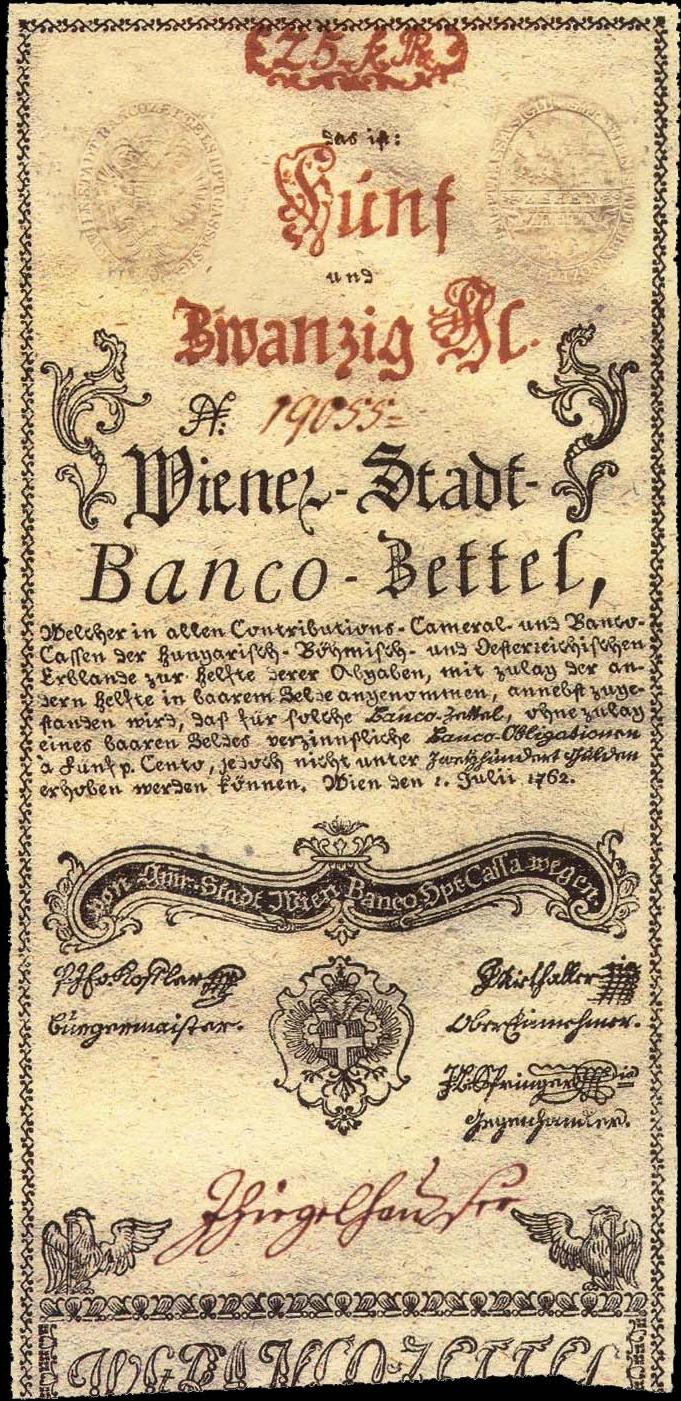 25
das ist:
Fünf
und
Zwanzig Fl.
N: 19055
Wiener-Stadt-
Banco-Zettel,
Welcher in allen Contributions-Cameral- und Banco-
Cassen der Hungarisch-Böhmisch- und Oesterreichischen
Erblande zur Helfte derer Abgaben, mit zulag der an-
dern Helfte in baarem Gelde angenommen, annebst zuge-
standen wird, daß für solche Banco-Zettel, ohne zulag
eines baaren Geldes verzinnsliche Banco-Obligationen
à Fünf p. Cento, jedoch nicht unter Zweyhundert Gulden
erhoben werden können. Wien den 1. Julii 1762.
Von Gmr: Stadt Wien Banco Hpt Cassa wegen
Burgermaister.
OberEinnehmer.
Gegenhandler.